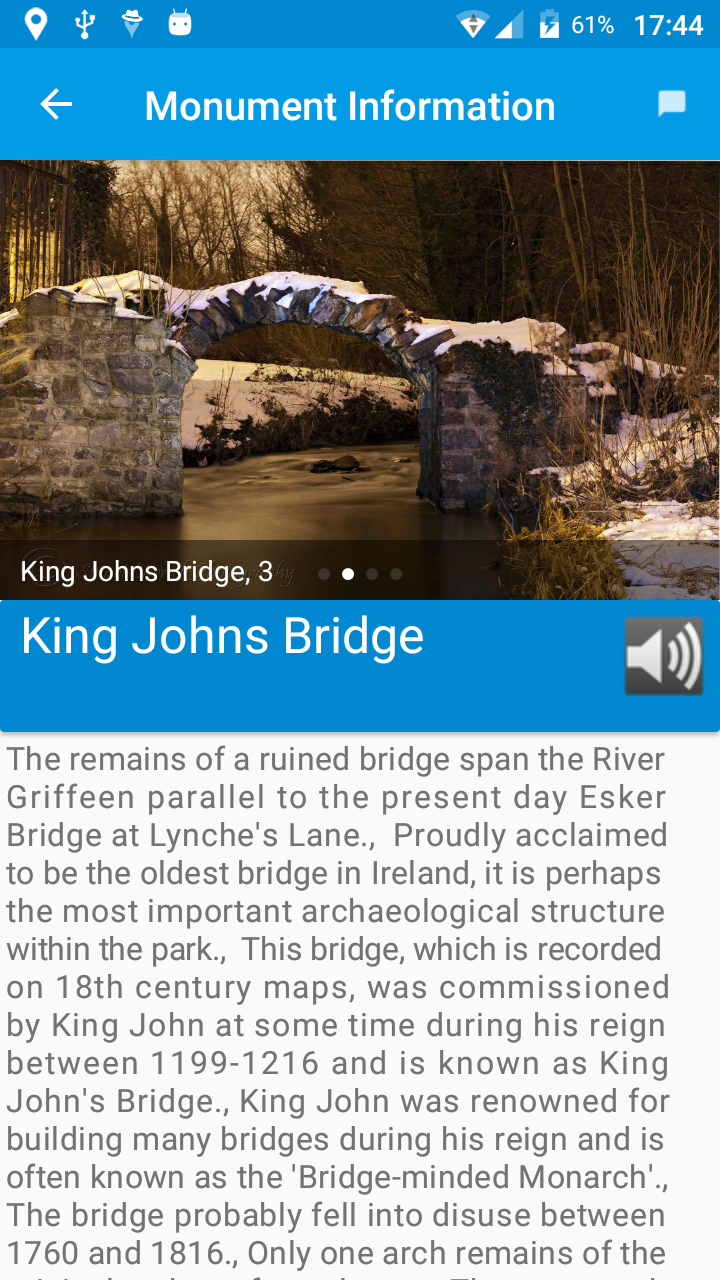 61% 17:44
Monument Information
King Johns Bridge, 3
King Johns Bridge
The remains of a ruined bridge span the River
Griffeen parallel to the present day Esker
Bridge at Lynche's Lane.,  Proudly acclaimed
to be the oldest bridge in Ireland, it is perhaps
the most important archaeological structure
within the park.,  This bridge, which is recorded
on 18th century maps, was commissioned
by King John at some time during his reign
between 1199-1216 and is known as King
John's Bridge., King John was renowned for
building many bridges during his reign and is
often known as the 'Bridge-minded Monarch'.,
The bridge probably fell into disuse between
1760 and 1816., Only one arch remains of the